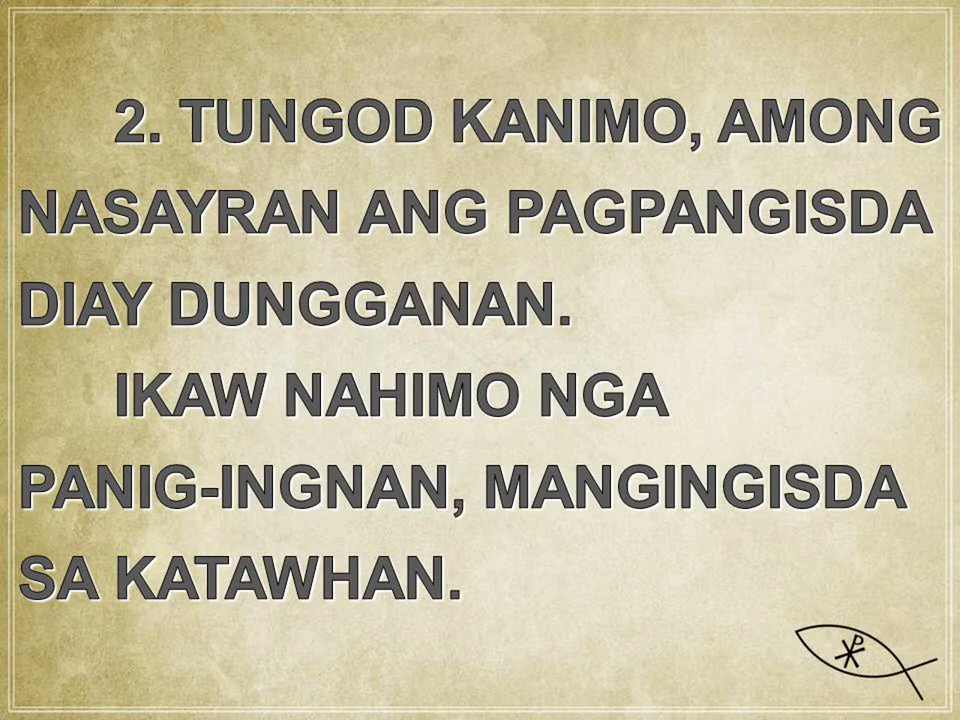 2. TUNGOD KANIMO, AMONG
NASAYRAN ANG PAGPANGISDA
DIAY DUNGGANAN.
IKAW NAHIMO NGA
PANIG-INGNAN, MANGINGISDA
SA KATAWHAN.